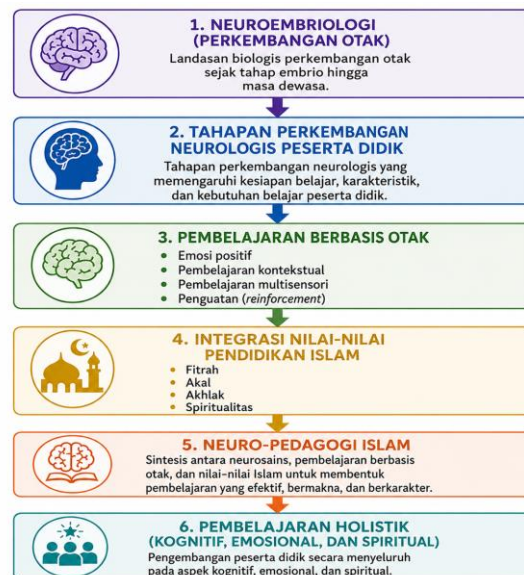 1. NEUROEMBRIOLOGI
(PERKEMBANGAN OTAK)
Landasan biologis perkembangan otak
sejak tahap embrio hingga
masa dewasa.
2. TAHAPAN PERKEMBANGAN
NEUROLOGIS PESERTA DIDIK
Tahapan perkembangan neurologis yang
memengaruhi kesiapan belajar, karakteristik,
dan kebutuhan belajar peserta didik.
3. PEMBELAJARAN BERBASIS OTAK
• Emosi positif
• Pembelajaran kontekstual
• Pembelajaran multisensori
• Penguatan (reinforcement)
4. INTEGRASI NILAI-NILAI
PENDIDIKAN ISLAM
• Fitrah
• Akal
• Akhlak
• Spiritualitas
5. NEURO-PEDAGOGI ISLAM
Sintesis antara neurosains, pembelajaran berbasis
otak, dan nilai-nilai Islam untuk membentuk
pembelajaran yang efektif, bermakna, dan berkarakter.
6. PEMBELAJARAN HOLISTIK
(KOGNITIF, EMOSIONAL, DAN SPIRITUAL)
Pengembangan peserta didik secara menyeluruh
pada aspek kognitif, emosional, dan spiritual.